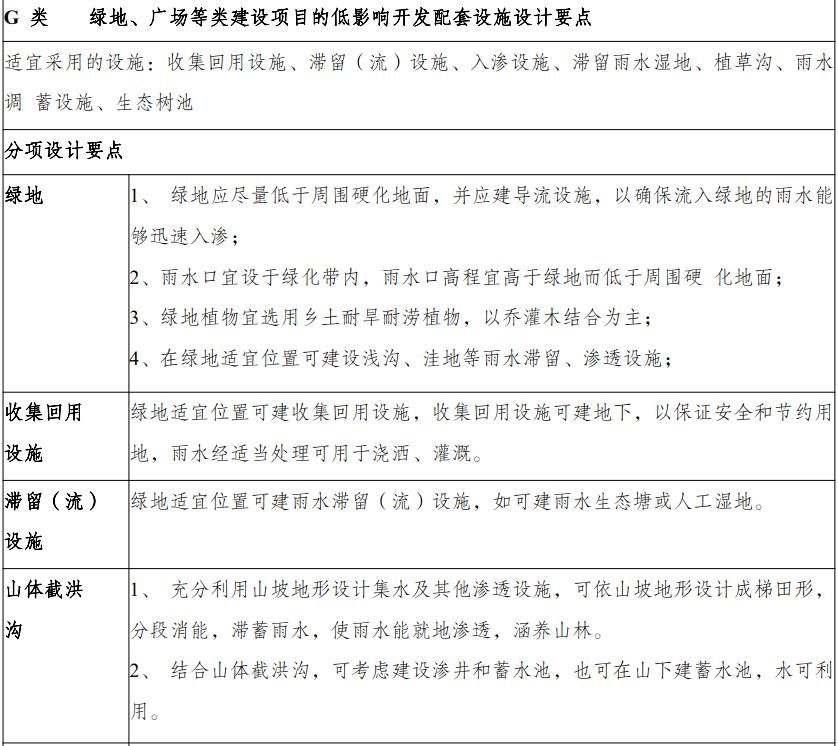 G 类 绿地、广场等类建设项目的低影响开发配套设施设计要点
适宜采用的设施：收集回用设施、滞留（流）设施、入渗设施、滞留雨水湿地、植草沟、雨水
调 蓄设施、生态树池
分项设计要点
绿地
1、 绿地应尽量低于周围硬化地面，并应建导流设施，以确保流入绿地的雨水能
够迅速入渗；
2、雨水口宜设于绿化带内，雨水口高程宜高于绿地而低于周围硬 化地面；
3、绿地植物宜选用乡土耐旱耐涝植物，以乔灌木结合为主；
4、在绿地适宜位置可建设浅沟、洼地等雨水滞留、渗透设施；
收集回用
设施
绿地适宜位置可建收集回用设施，收集回用设施可建地下，以保证安全和节约用
地，雨水经适当处理可用于浇洒、灌溉。
滞留（流）
设施
绿地适宜位置可建雨水滞留（流）设施，如可建雨水生态塘或人工湿地。
山体截洪
沟
1、 充分利用山坡地形设计集水及其他渗透设施，可依山坡地形设计成梯田形，
分段消能，滞蓄雨水，使雨水能就地渗透，涵养山林。
2、 结合山体截洪沟，可考虑建设渗井和蓄水池，也可在山下建蓄水池，水可利
用。